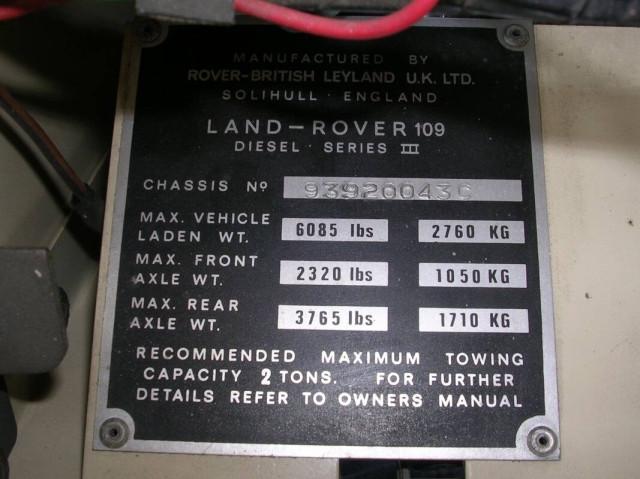 MANUFACTURED BY
ROVER-BRITISH LEYLAND U.K. LTD.
SOLIHULL · ENGLAND
LAND-ROVER 109
DIESEL · SERIES III
CHASSIS Nº 93920043C
MAX. VEHICLE
LADEN WT. 6085 lbs 2760 KG
MAX. FRONT
AXLE WT. 2320 lbs 1050 KG
MAX. REAR
AXLE WT. 3765 lbs 1710 KG
RECOMMENDED MAXIMUM TOWING
CAPACITY 2 TONS. FOR FURTHER
DETAILS REFER TO OWNERS MANUAL